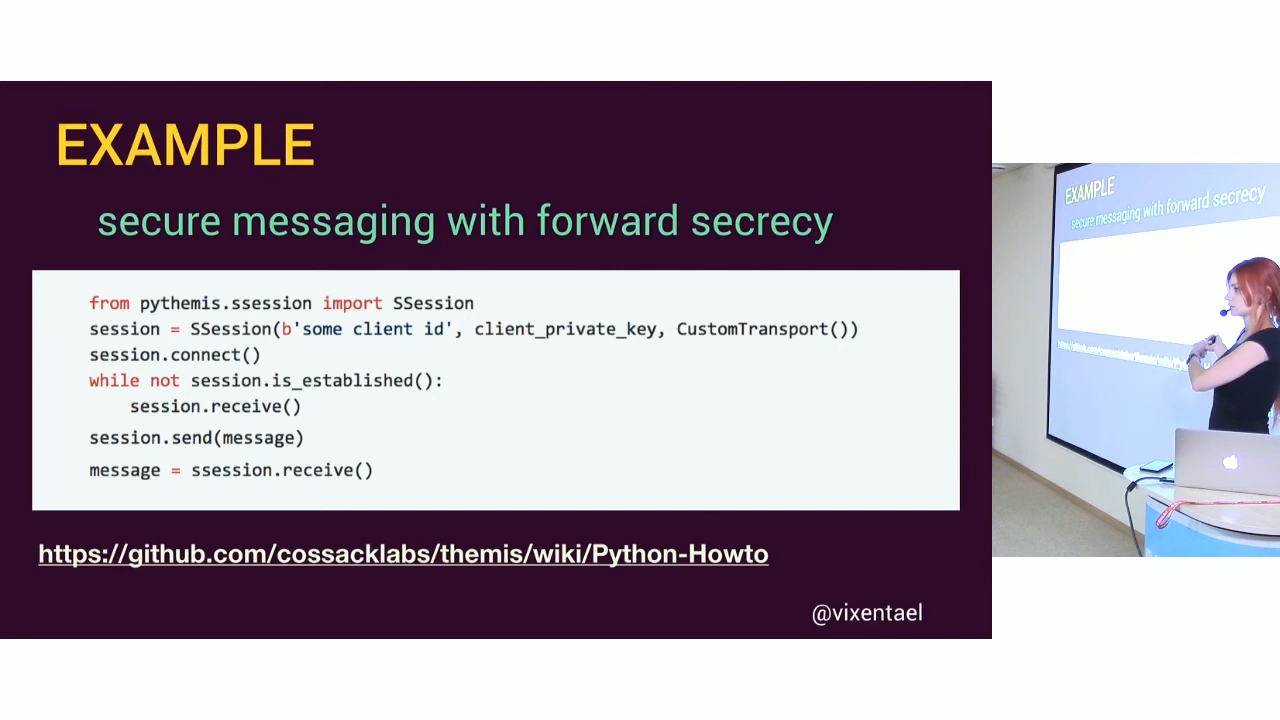 EXAMPLE
secure messaging with forward secrecy
from pythemis.ssession import SSession
session = SSession(b'some client id', client_private_key, CustomTransport())
session.connect()
while not session.is_established():
    session.receive()
session.send(message)
message = ssession.receive()
https://github.com/cossacklabs/themis/wiki/Python-Howto
@vixentael
EXAMPLE
secure messaging with forward secrecy